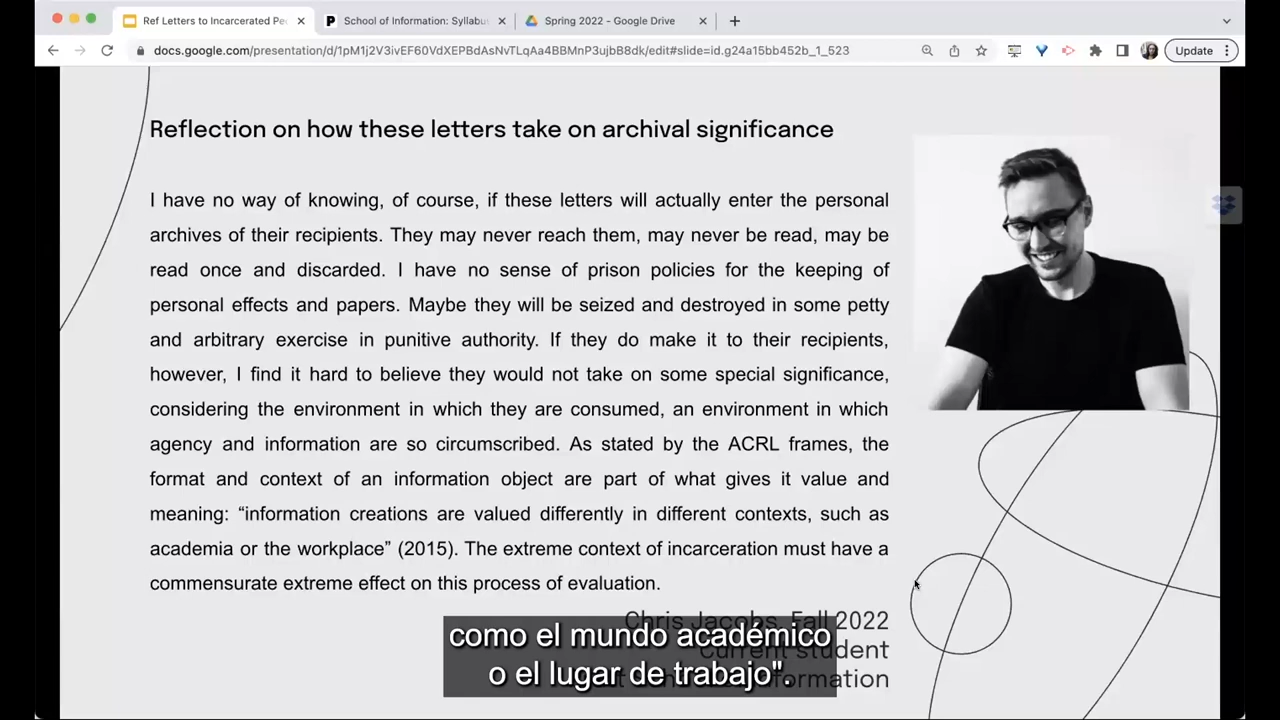 Ref Letters to Incarcerated Pe
School of Information: Syllabu
Spring 2022 - Google Drive
docs.google.com/presentation/d/1pM1j2V3ivEF60VdXEPBdAsNvTLqAa4BBMnP3ujbB8dk/edit#slide=id.g24a15bb452b_1_523
Update
Reflection on how these letters take on archival significance
I have no way of knowing, of course, if these letters will actually enter the personal
archives of their recipients. They may never reach them, may never be read, may be
read once and discarded. I have no sense of prison policies for the keeping of
personal effects and papers. Maybe they will be seized and destroyed in some petty
and arbitrary exercise in punitive authority. If they do make it to their recipients,
however, I find it hard to believe they would not take on some special significance,
considering the environment in which they are consumed, an environment in which
agency and information are so circumscribed. As stated by the ACRL frames, the
format and context of an information object are part of what gives it value and
meaning: “information creations are valued differently in different contexts, such as
academia or the workplace” (2015). The extreme context of incarceration must have a
commensurate extreme effect on this process of evaluation.
Chris Jacobs, Fall 2022
Current student
formation
como el mundo académico
o el lugar de trabajo".